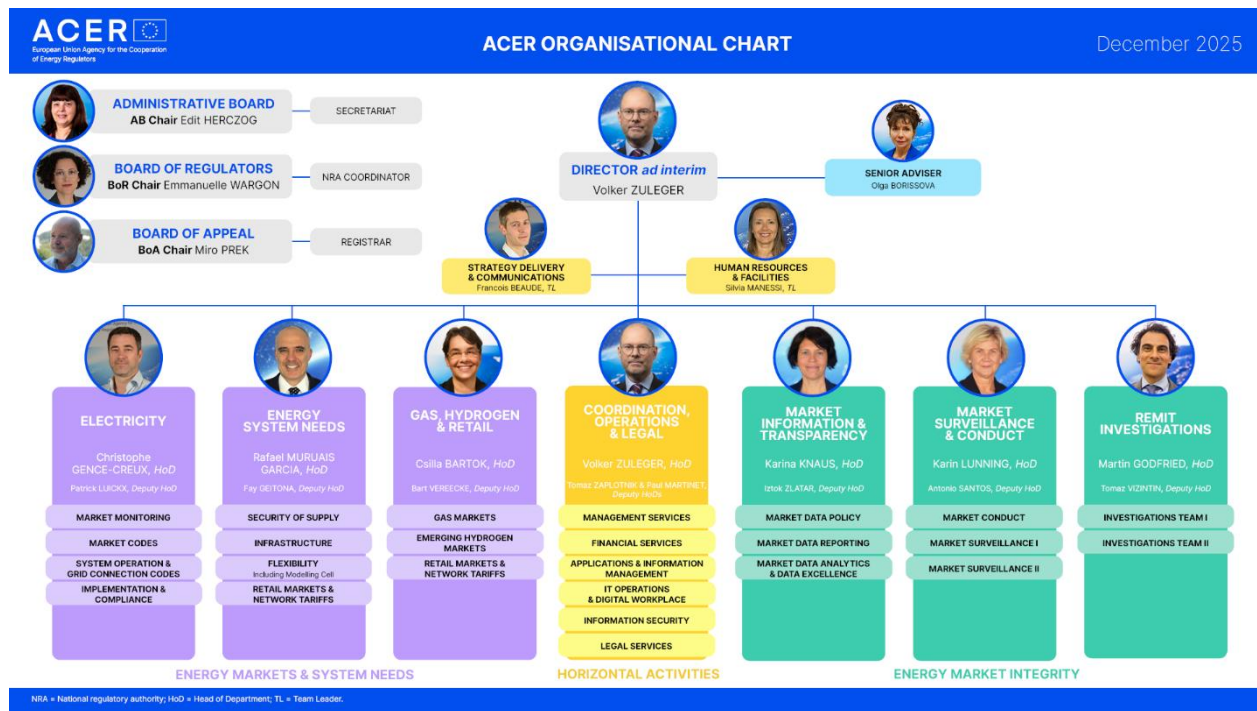 ACER
European Union Agency for the Cooperation
of Energy Regulators
ACER ORGANISATIONAL CHART
December 2025
ADMINISTRATIVE BOARD
AB Chair Edit HERCZOG
SECRETARIAT
BOARD OF REGULATORS
BoR Chair Emmanuelle WARGON
NRA COORDINATOR
BOARD OF APPEAL
BoA Chair Miro PREK
REGISTRAR
DIRECTOR ad interim
Volker ZULEGER
SENIOR ADVISER
Olga BORISSOVA
STRATEGY DELIVERY
& COMMUNICATIONS
Francois BEAUDE, TL
HUMAN RESOURCES
& FACILITIES
Silvia MANESSI, TL
ELECTRICITY
Christophe
GENCE-CREUX, HoD
Patrick LUICKX, Deputy HoD
MARKET MONITORING
MARKET CODES
SYSTEM OPERATION &
GRID CONNECTION CODES
IMPLEMENTATION &
COMPLIANCE
ENERGY
SYSTEM NEEDS
Rafael MURUAIS
GARCIA, HoD
Fay GEITONA, Deputy HoD
SECURITY OF SUPPLY
INFRASTRUCTURE
FLEXIBILITY
Including Modelling Cell
RETAIL MARKETS &
NETWORK TARIFFS
GAS, HYDROGEN
& RETAIL
Csilla BARTOK, HoD
Bart VEREECKE, Deputy HoD
GAS MARKETS
EMERGING HYDROGEN
MARKETS
RETAIL MARKETS &
NETWORK TARIFFS
COORDINATION,
OPERATIONS
& LEGAL
Volker ZULEGER, HoD
Tomaz ZAPLOTNIK & Paul MARTINET,
Deputy HoDs
MANAGEMENT SERVICES
FINANCIAL SERVICES
APPLICATIONS & INFORMATION
MANAGEMENT
IT OPERATIONS
& DIGITAL WORKPLACE
INFORMATION SECURITY
LEGAL SERVICES
MARKET
INFORMATION &
TRANSPARENCY
Karina KNAUS, HoD
Iztok ZLATAR, Deputy HoD
MARKET DATA POLICY
MARKET DATA REPORTING
MARKET DATA ANALYTICS
& DATA EXCELLENCE
MARKET
SURVEILLANCE
& CONDUCT
Karin LUNNING, HoD
Antonio SANTOS, Deputy HoD
MARKET CONDUCT
MARKET SURVEILLANCE I
MARKET SURVEILLANCE II
REMIT
INVESTIGATIONS
Martin GODFRIED, HoD
Tomaz VIZINTIN, Deputy HoD
INVESTIGATIONS TEAM I
INVESTIGATIONS TEAM II
ENERGY MARKETS & SYSTEM NEEDS
HORIZONTAL ACTIVITIES
ENERGY MARKET INTEGRITY
NRA = National regulatory authority; HoD = Head of Department; TL = Team Leader.